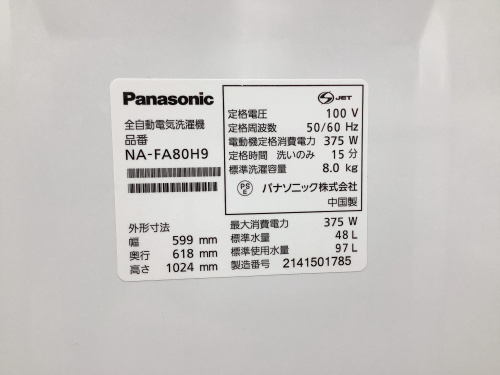 Panasonic
全自動電気洗濯機
品番
NA-FA80H9
外形寸法
幅 599 mm
奥行 618 mm
高さ 1024 mm
S-JET
定格電圧 100 V
定格周波数 50/60 Hz
電動機定格消費電力 375 W
定格時間 洗いのみ 15 分
標準洗濯容量 8.0 kg
PS E パナソニック株式会社
中国製
最大消費電力 375 W
標準水量 48 L
標準使用水量 97 L
製造番号 2141501785